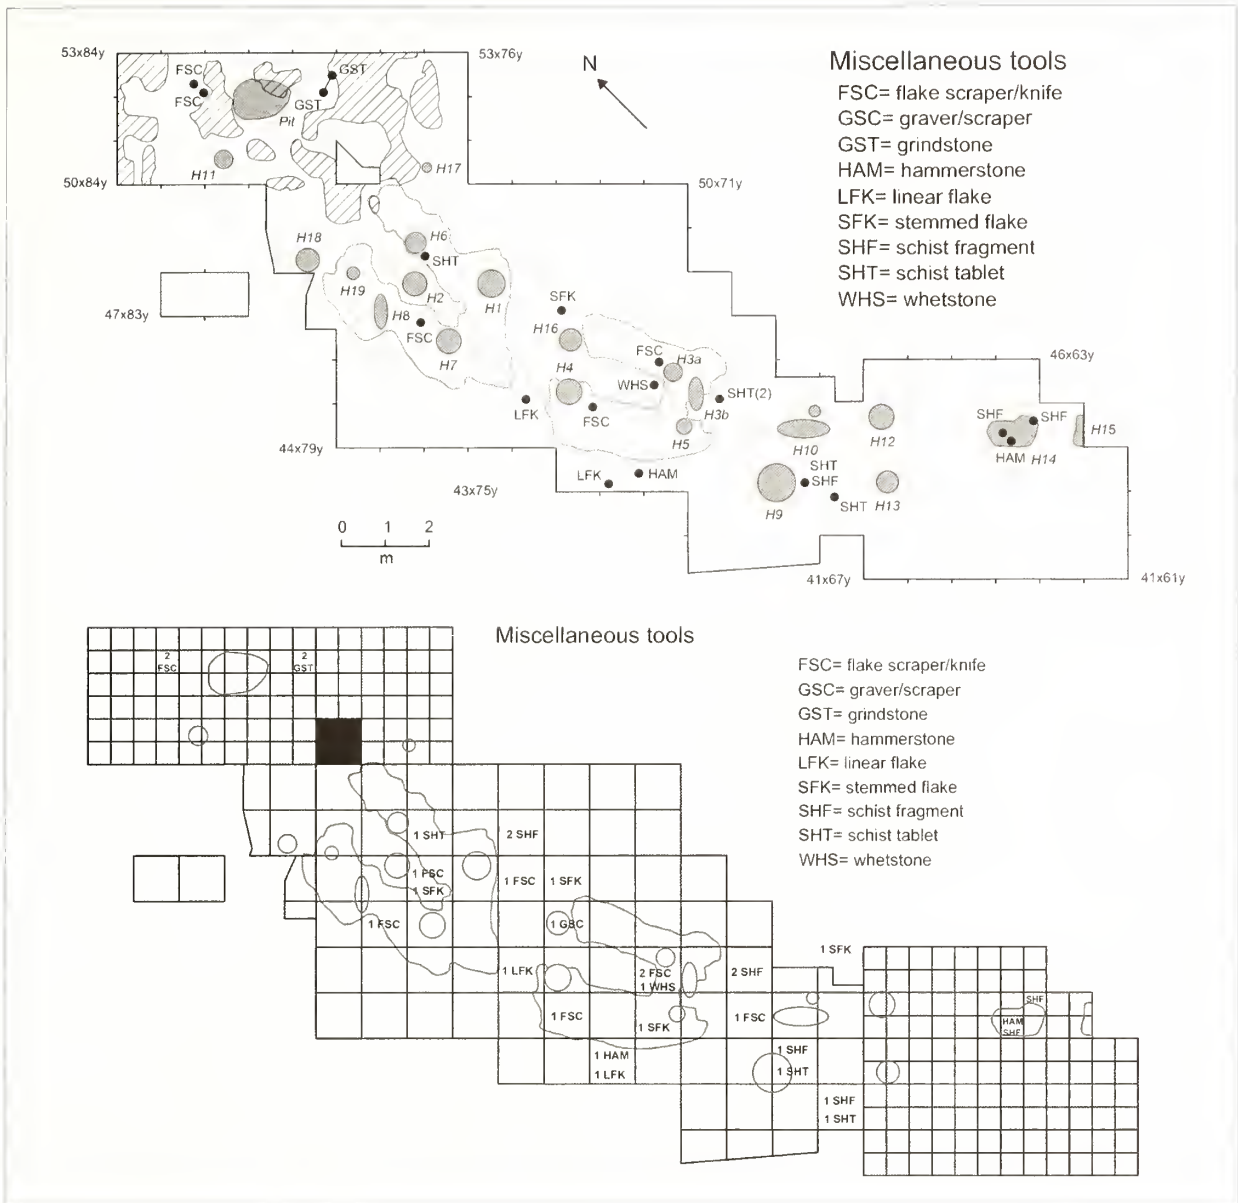 53x84y
53x76y
N
Miscellaneous tools
FSC= flake scraper/knife
GSC= graver/scraper
GST= grindstone
HAM= hammerstone
LFK= linear flake
SFK= stemmed flake
SHF= schist fragment
SHT= schist tablet
WHS= whetstone
FSC
FSC
GST
GST
Pit
H11
H17
50x84y
50x71y
H18
H6
SHT
H19
H2
H1
47x83y
H8
FSC
H7
SFK
H16
FSC
H3a
H4
WHS
SHT(2)
LFK
FSC
H3b
H5
46x63y
SHF
SHF
H15
HAM H14
H10
H12
44x79y
43x75y
LFK
HAM
SHT
SHF
SHT H13
H9
0 1 2
m
41x67y
41x61y
Miscellaneous tools
FSC= flake scraper/knife
GSC= graver/scraper
GST= grindstone
HAM= hammerstone
LFK= linear flake
SFK= stemmed flake
SHF= schist fragment
SHT= schist tablet
WHS= whetstone
2
FSC
2
GST
1 SHT
2 SHF
1 FSC
1 SFK
1 FSC
1 SFK
1 FSC
1 GSC
1 SFK
1 LFK
2 FSC
1 WHS
2 SHF
1 FSC
1 SFK
1 FSC
SHF
HAM
SHF
1 HAM
1 LFK
1 SHF
1 SHT
1 SHF
1 SHT